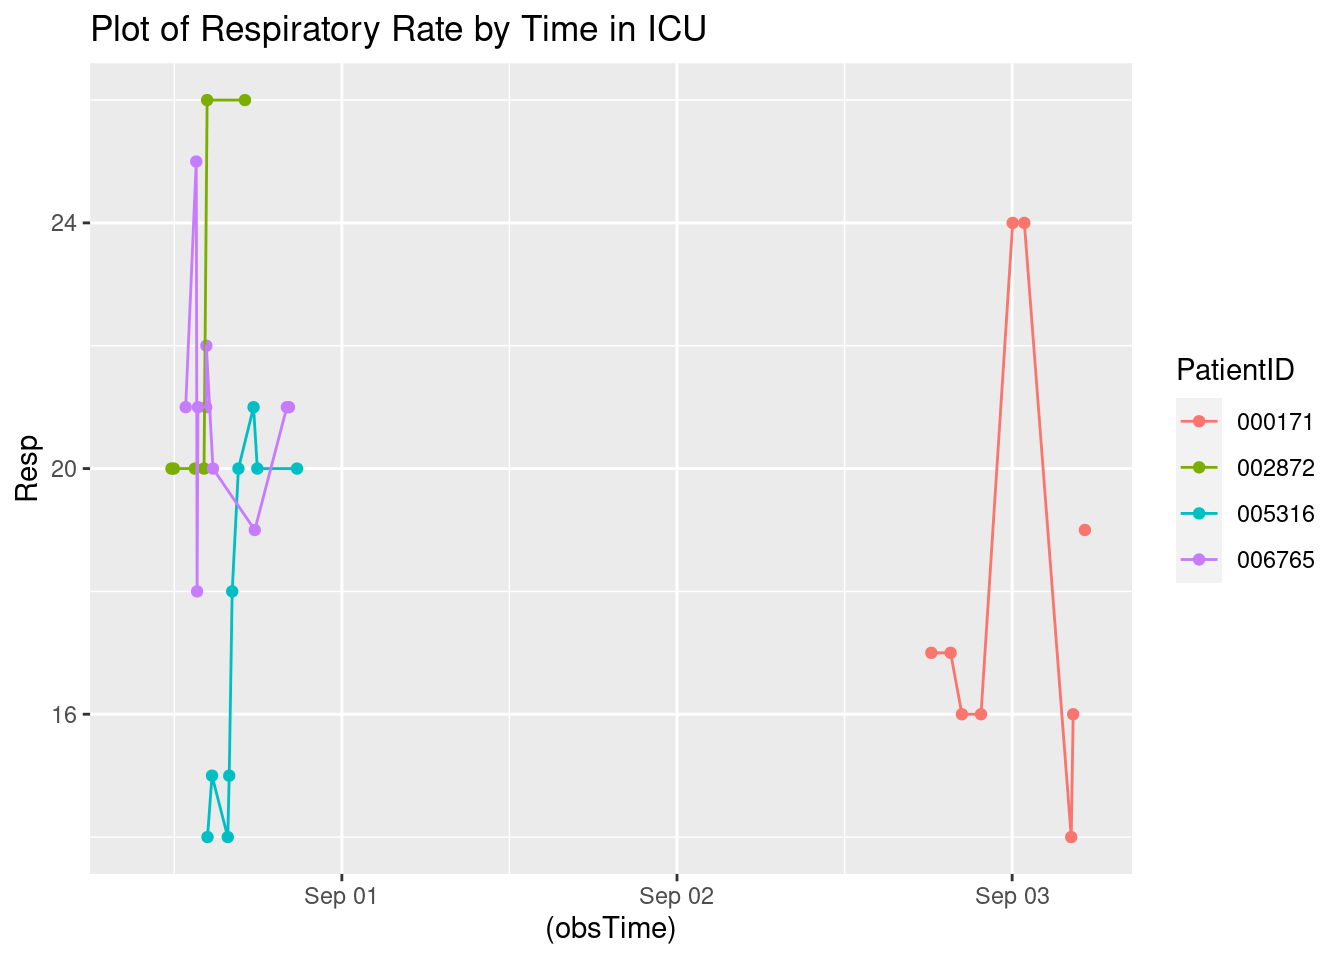 Plot of Respiratory Rate by Time in ICU
24
20
16
Resp
Sep 01
Sep 02
Sep 03
(obsTime)
PatientID
000171
002872
005316
006765